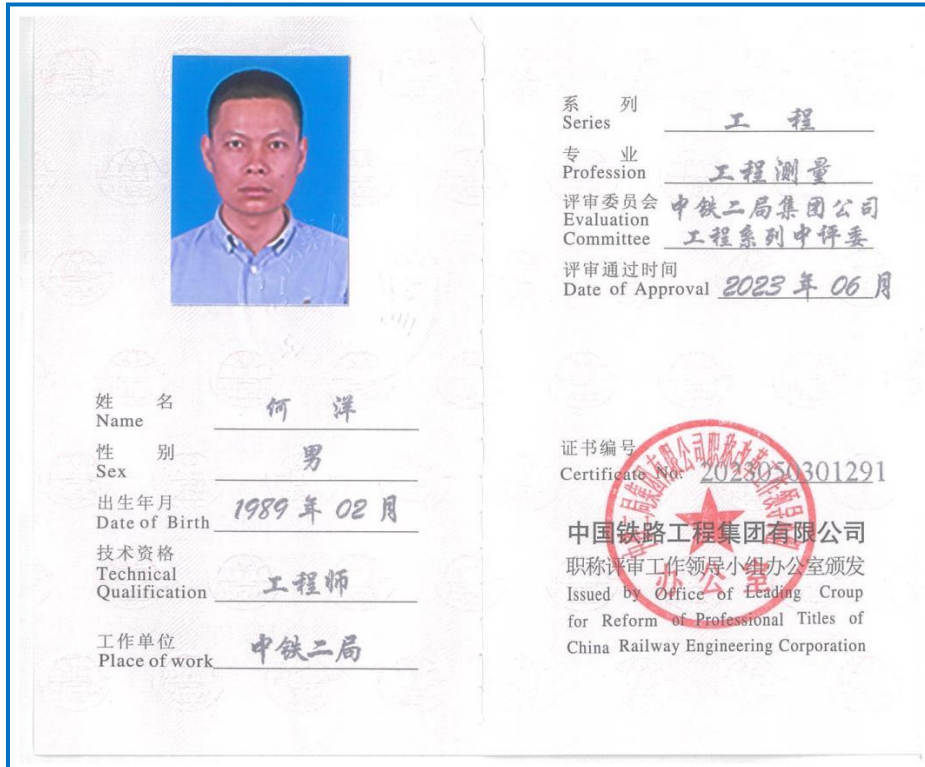 姓 名
Name 何 洋
性 别
Sex 男
出生年月
Date of Birth 1989 年 02 月
技术资格
Technical
Qualification 工程师
工作单位
Place of work 中铁二局
系 列
Series 工 程
专 业
Profession 工程测量
评审委员会
Evaluation
Committee
中铁二局集团公司
工程系列中评委
评审通过时间
Date of Approval 2023 年 06 月
证书编号
Certificate No: 2023050301291
中国铁路工程集团有限公司
职称评审工作领导小组办公室颁发
Issued by Office of Leading Croup
for Reform of Professional Titles of
China Railway Engineering Corporation
办公室